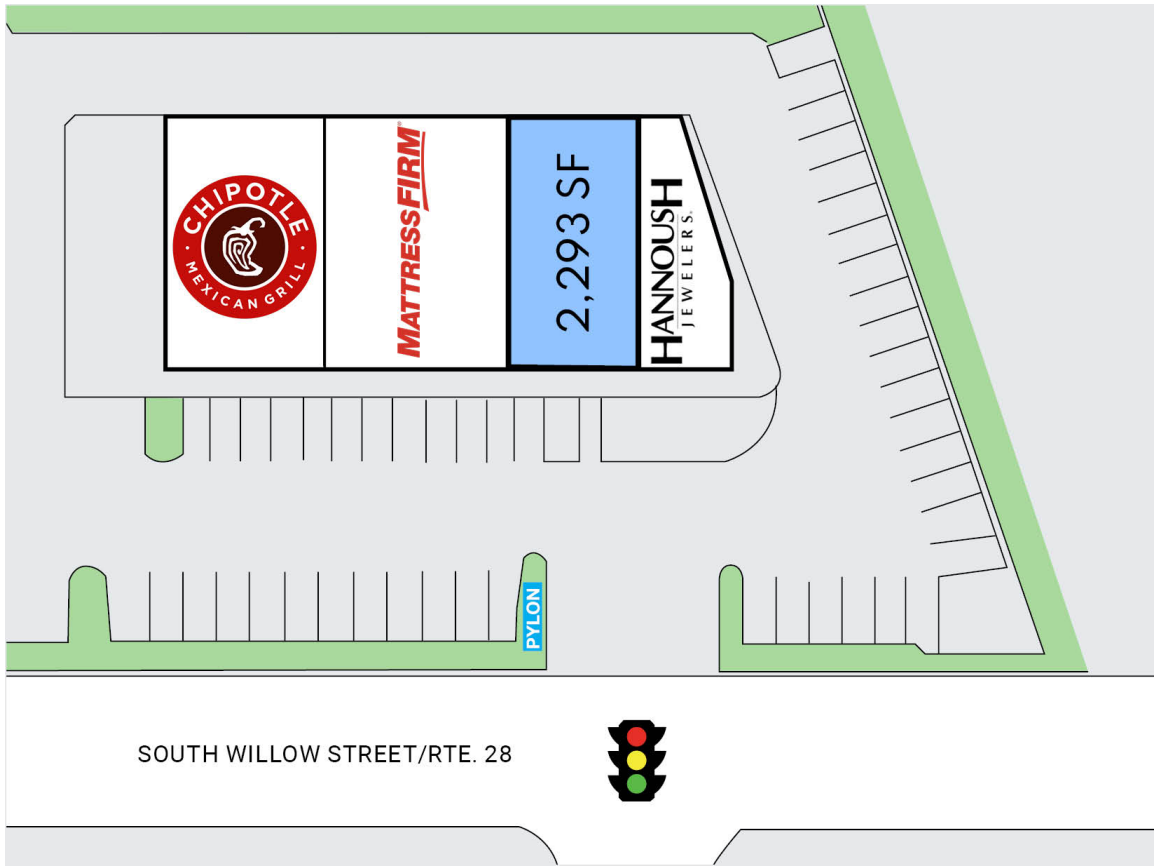 CHIPOTLE
MEXICAN GRILL
MATTRESSFIRM®
2,293 SF
HANNOUSH
JEWELERS.
PYLON
SOUTH WILLOW STREET/RTE. 28